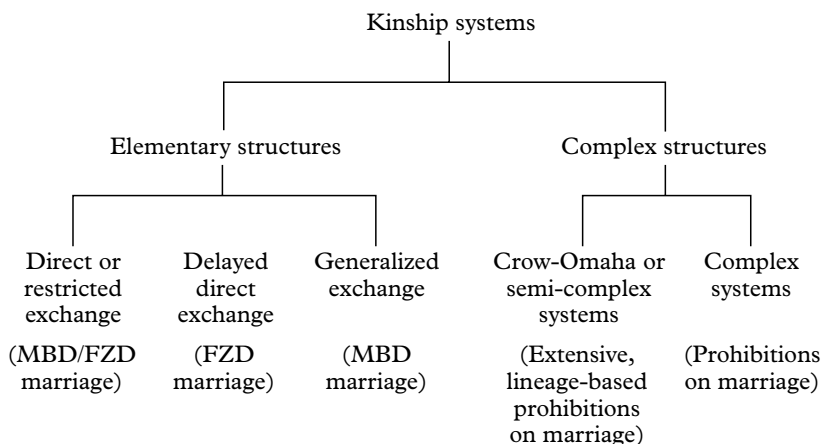 Kinship systems
Elementary structures
Complex structures
Direct or
restricted
exchange
(MBD/FZD
marriage)
Delayed
direct
exchange
(FZD
marriage)
Generalized
exchange
(MBD
marriage)
Crow-Omaha or
semi-complex
systems
(Extensive,
lineage-based
prohibitions
on marriage)
Complex
systems
(Prohibitions
on marriage)